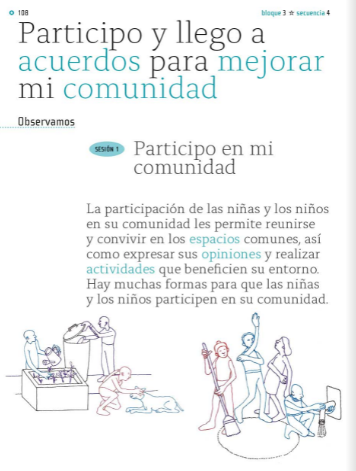 108
bloque 3 ☆ secuencia 4
Participo y llego a
acuerdos para mejorar
mi comunidad
Observamos
SESIÓN 1
Participo en mi
comunidad
La participación de las niñas y los niños
en su comunidad les permite reunirse
y convivir en los espacios comunes, así
como expresar sus opiniones y realizar
actividades que beneficien su entorno.
Hay muchas formas para que las niñas
y los niños participen en su comunidad.